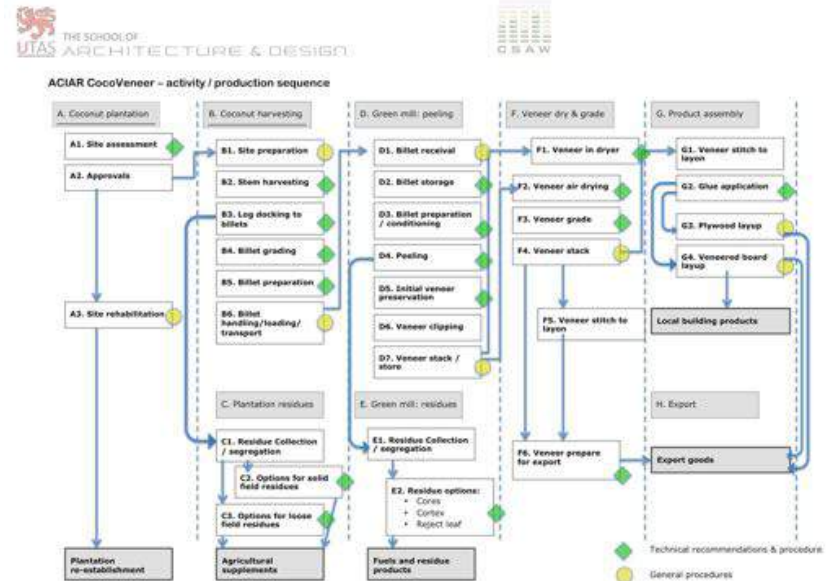 THE SCHOOL OF
UTAS ARCHITECTURE & DESIGN
CSAW
ACIAR CocoVeneer – activity / production sequence
A. Coconut plantation
A1. Site assessment
A2. Approvals
A3. Site rehabilitation
Plantation
re-establishment
B. Coconut harvesting
B1. Site preparation
B2. Stem harvesting
B3. Log docking to
billets
B4. Billet grading
B5. Billet preparation
B6. Billet
handling/loading/
transport
C. Plantation residues
C1. Residue Collection
/ segregation
C2. Options for solid
field residues
C3. Options for loose
field residues
Agricultural
supplements
D. Green mill: peeling
D1. Billet receival
D2. Billet storage
D3. Billet preparation
/ conditioning
D4. Peeling
D5. Initial veneer
preservation
D6. Veneer clipping
D7. Veneer stack /
store
E. Green mill: residues
E1. Residue Collection
/ segregation
E2. Residue options:
• Cores
• Cortex
• Reject leaf
Fuels and residue
products
F. Veneer dry & grade
F1. Veneer in dryer
F2. Veneer air drying
F3. Veneer grade
F4. Veneer stack
F5. Veneer stitch to
layon
F6. Veneer prepare
for export
G. Product assembly
G1. Veneer stitch to
layon
G2. Glue application
G3. Plywood layup
G4. Veneered board
layup
Local building products
H. Export
Export goods
Technical recommendations & procedure
General procedures